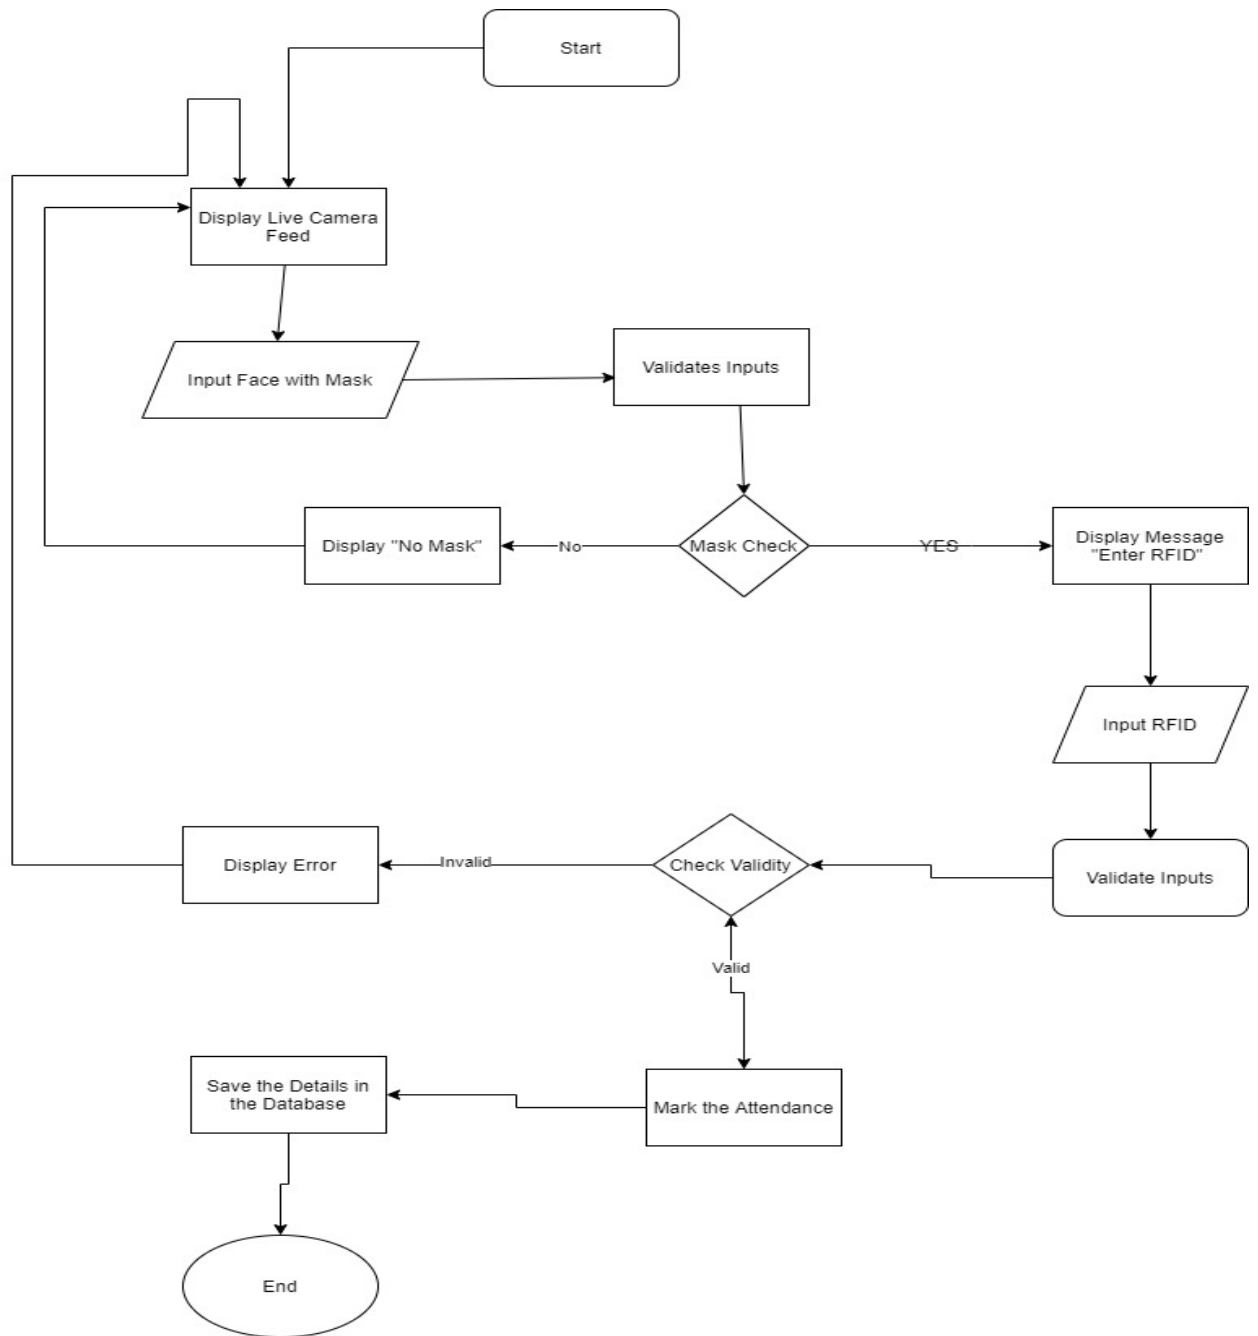 Start
Display Live Camera
Feed
Input Face with Mask
Validates Inputs
Display "No Mask"
No
Mask Check
YES
Display Message
"Enter RFID"
Input RFID
Display Error
Invalid
Check Validity
Validate Inputs
Valid
Save the Details in
the Database
Mark the Attendance
End